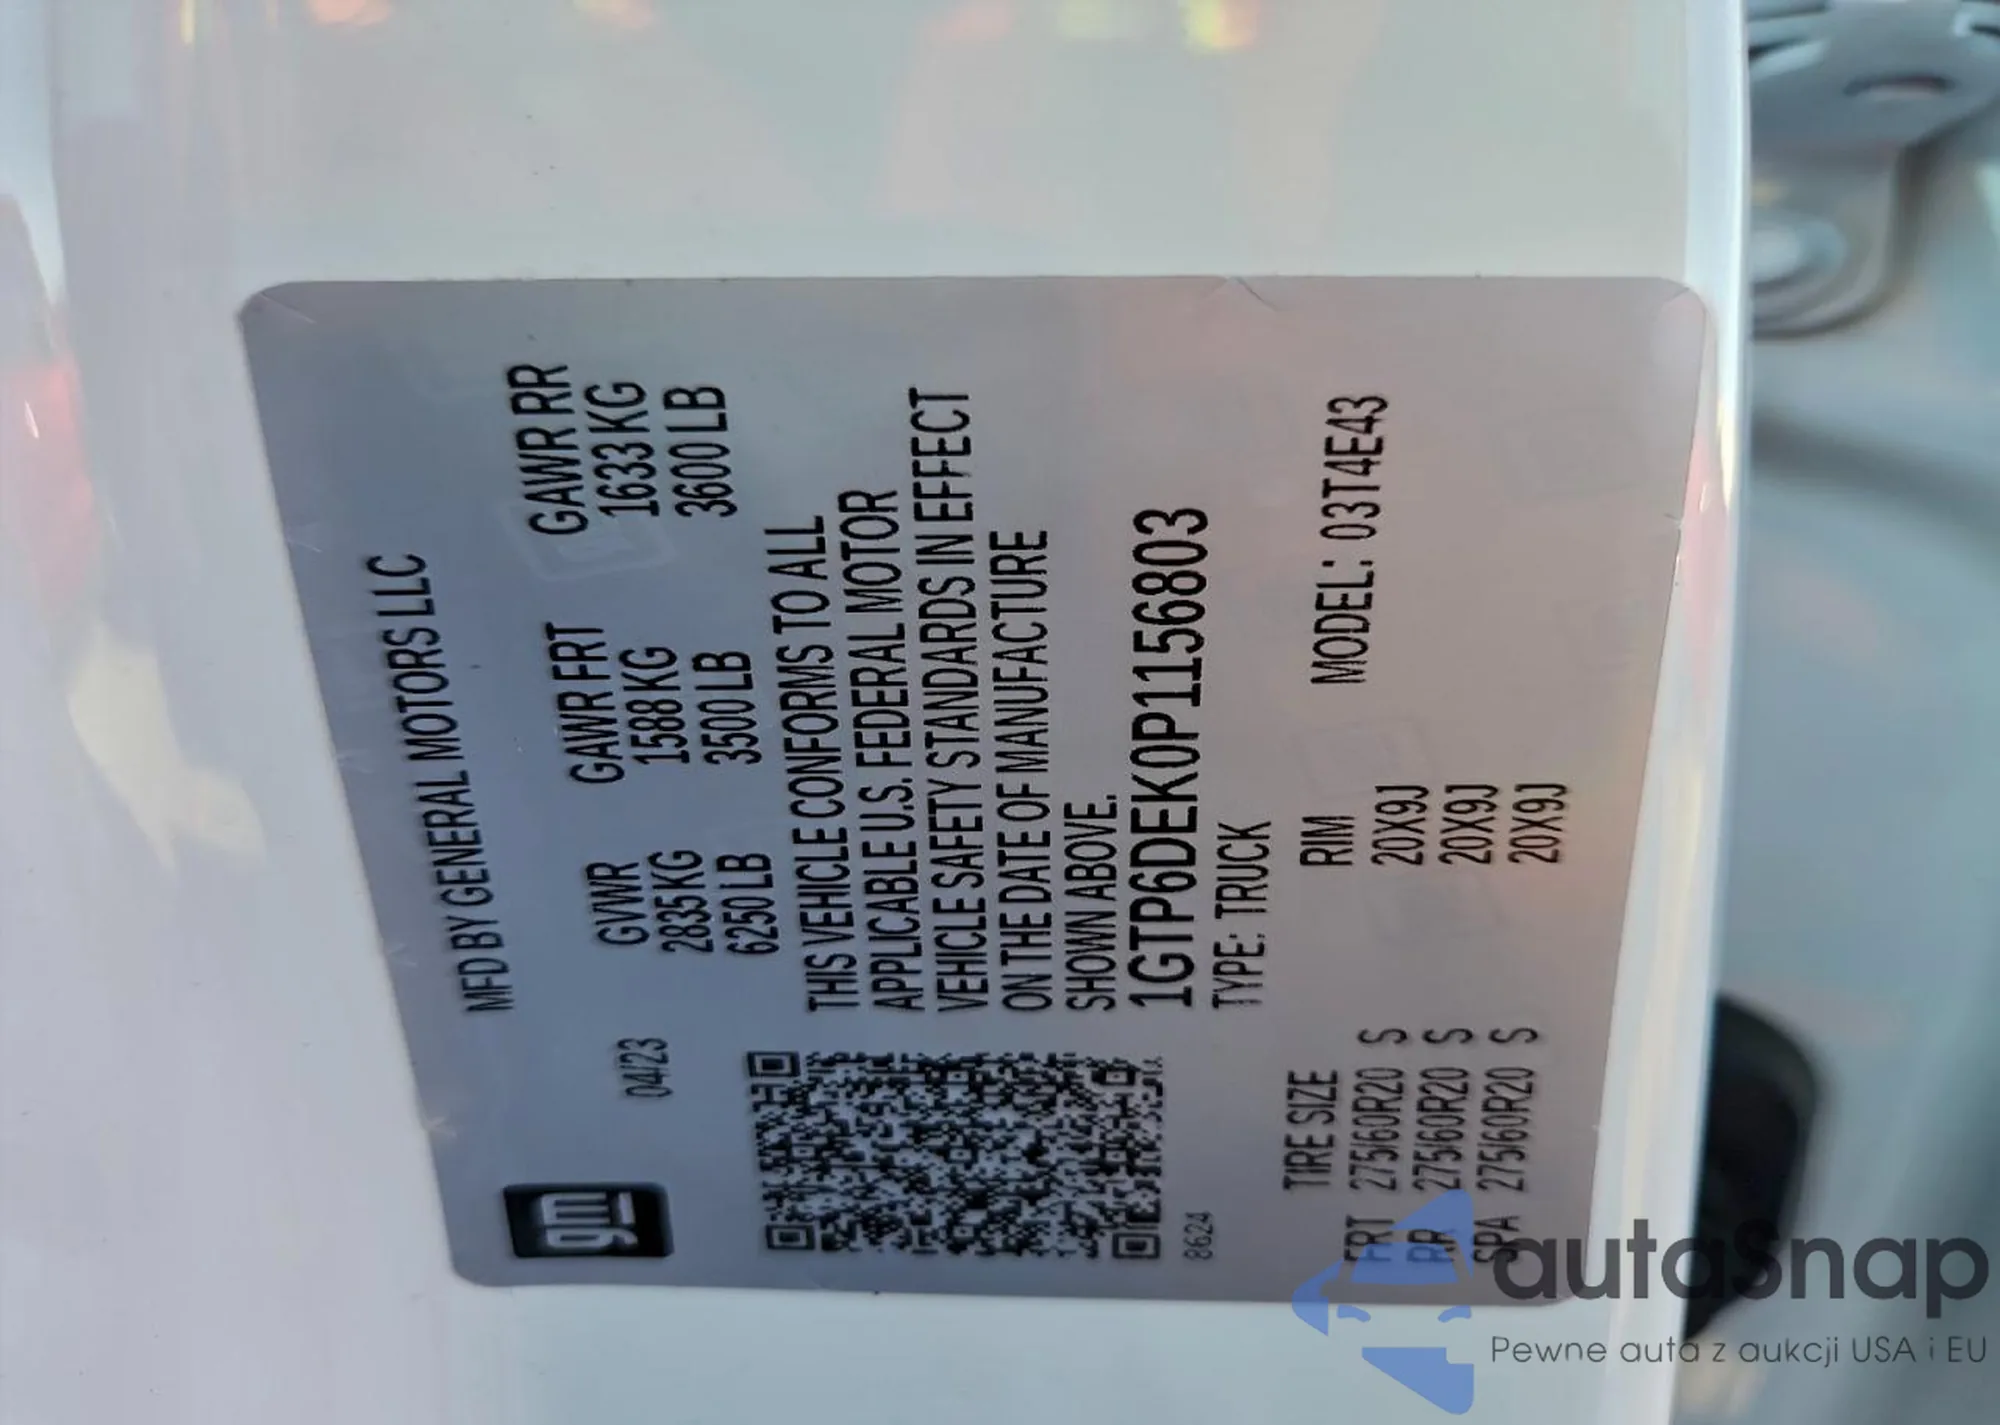 MFD BY GENERAL MOTORS LLC
gm
04/23
GVWR GAWR FRT GAWR RR
2835 KG 1588 KG 1633 KG
6250 LB 3500 LB 3600 LB
THIS VEHICLE CONFORMS TO ALL
APPLICABLE U.S. FEDERAL MOTOR
VEHICLE SAFETY STANDARDS IN EFFECT
ON THE DATE OF MANUFACTURE
SHOWN ABOVE.
1GTP6DEK0P1156803
TYPE: TRUCK
8624
MODEL: 03T4E43
TIRE SIZE RIM
FRT 275/60R20 S 20X9J
RR 275/60R20 S 20X9J
SPA 275/60R20 S 20X9J
autoSnap
Pewne auta z aukcji USA i EU